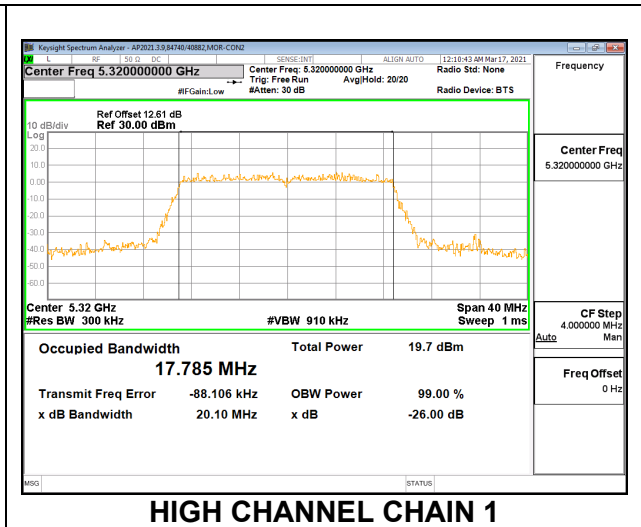 Keysight Spectrum Analyzer - AP2021.3.9,84740/40882,MOR-CON2
L RF 50 Ω DC SENSE:INT ALIGN AUTO 12:10:43 AM Mar 17, 2021
Center Freq 5.320000000 GHz
Center Freq: 5.320000000 GHz
Radio Std: None
Trig: Free Run Avg|Hold: 20/20
#IFGain:Low #Atten: 30 dB Radio Device: BTS
Frequency
Ref Offset 12.61 dB
10 dB/div Ref 30.00 dBm
Log
20.0
10.0
0.00
-10.0
-20.0
-30.0
-40.0
-50.0
-60.0
Center 5.32 GHz Span 40 MHz
#Res BW 300 kHz #VBW 910 kHz Sweep 1 ms
Center Freq
5.320000000 GHz
CF Step
4.000000 MHz
Auto Man
Freq Offset
0 Hz
Occupied Bandwidth Total Power 19.7 dBm
17.785 MHz
Transmit Freq Error -88.106 kHz OBW Power 99.00 %
x dB Bandwidth 20.10 MHz x dB -26.00 dB
MSG STATUS
HIGH CHANNEL CHAIN 1